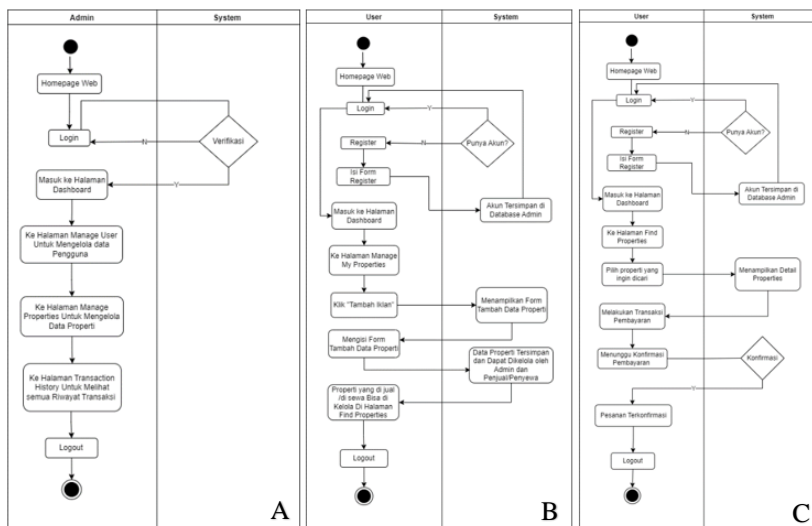 Admin
System
Homepage Web
Login
N
Verifikasi
Y
Masuk ke Halaman
Dashboard
Ke Halaman Manage User
Untuk Mengelola data
Pengguna
Ke Halaman Manage
Properties Untuk Mengelola
Data Properti
Ke Halaman Transaction
History Untuk Melihat
semua Riwayat Transaksi
Logout
A
User
System
Homepage Web
Login
Y
Register
N
Punya Akun?
Isi Form
Register
Masuk ke Halaman
Dashboard
Akun Tersimpan di
Database Admin
Ke Halaman Manage
My Properties
Klik "Tambah Iklan"
Menampilkan Form
Tambah Data Properti
Mengisi Form
Tambah Data Properti
Data Properti Tersimpan
dan Dapat Dikelola oleh
Admin dan
Penjual/Penyewa
Properti yang di jual
/di sewa Bisa di
Kelola Di Halaman
Find Properties
Logout
B
User
System
Homepage Web
Login
Y
Register
N
Punya Akun?
Isi Form
Register
Masuk ke Halaman
Dashboard
Akun Tersimpan di
Database Admin
Ke Halaman Find
Properties
Pilih properti yang
ingin dicari
Menampilkan Detail
Properties
Melakukan Transaksi
Pembayaran
Menunggu Konfirmasi
Pembayaran
Konfirmasi
Y
Pesanan Terkonfirmasi
Logout
C